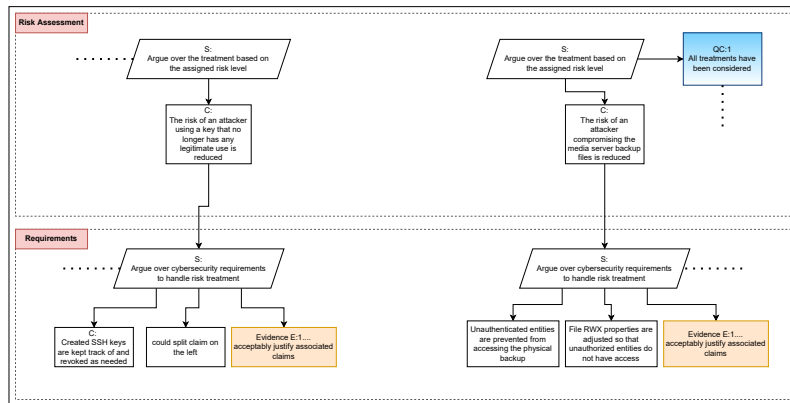 Risk Assessment
S:
Argue over the treatment based on
the assigned risk level
S:
Argue over the treatment based on
the assigned risk level
QC:1
All treatments have
been considered
C:
The risk of an attacker
using a key that no
longer has any
legitimate use is
reduced
C:
The risk of an
attacker
compromising the
media server backup
files is reduced
Requirements
S:
Argue over cybersecurity requirements
to handle risk treatment
S:
Argue over cybersecurity requirements
to handle risk treatment
C:
Created SSH keys
are kept track of and
revoked as needed
could split claim on
the left
Evidence E:1....
acceptably justify associated
claims
Unauthenticated entities
are prevented from
accessing the physical
backup
File RWX properties are
adjusted so that
unauthorized entities do
not have access
Evidence E:1....
acceptably justify associated
claims